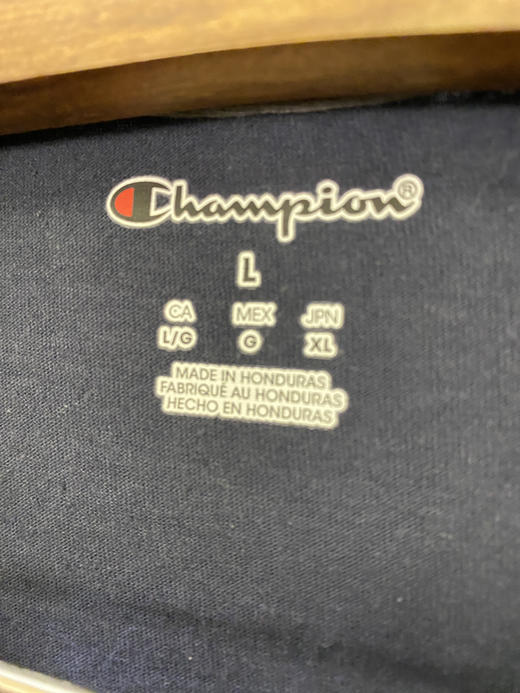 Champion®
L
CA MEX JPN
L/G G XL
MADE IN HONDURAS
FABRIQUÉ AU HONDURAS
HECHO EN HONDURAS